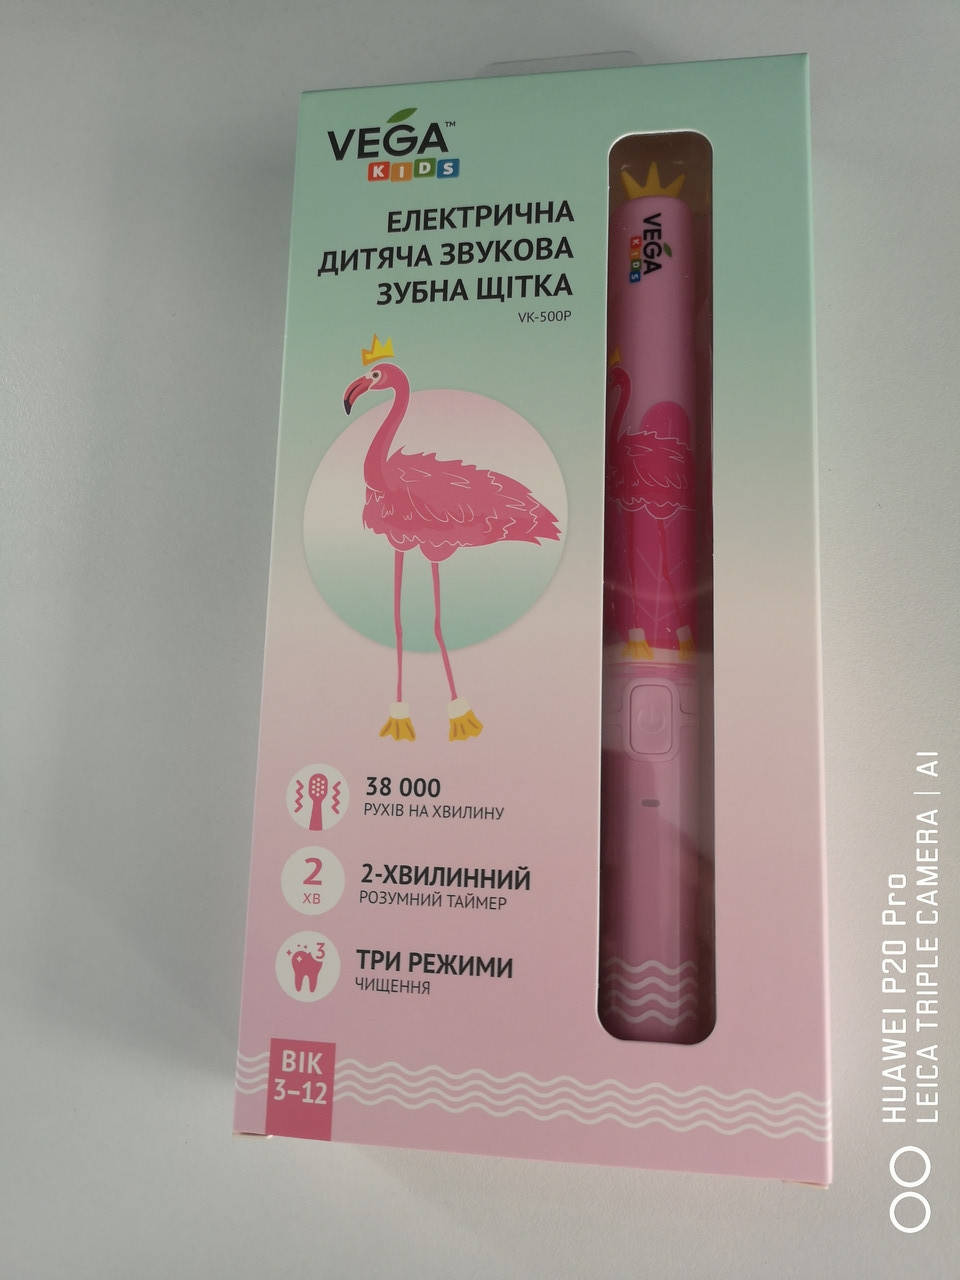 VEGA™
KIDS
ЕЛЕКТРИЧНА
ДИТЯЧА ЗВУКОВА
ЗУБНА ЩІТКА
VK-500P
VEGA
KIDS
38 000
РУХІВ НА ХВИЛИНУ
2
ХВ
2-ХВИЛИННИЙ
РОЗУМНИЙ ТАЙМЕР
3
ТРИ РЕЖИМИ
ЧИЩЕННЯ
ВІК
3–12
HUAWEI P20 Pro
LEICA TRIPLE CAMERA | AI